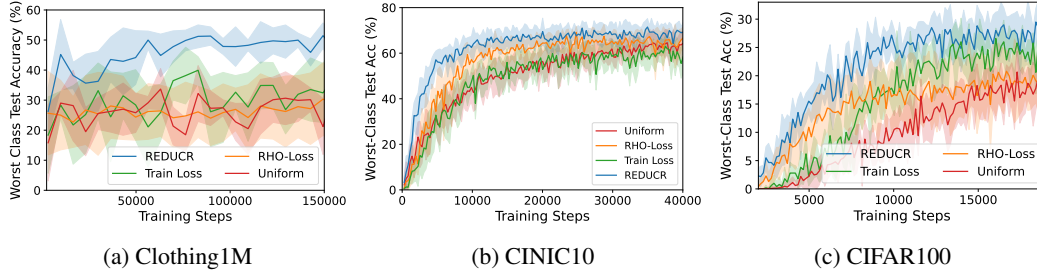 Worst Class Test Accuracy (%)
60
50
40
30
20
10
0
REDUCR
Train Loss
RHO-Loss
Uniform
50000
100000
150000
Training Steps
(a) Clothing1M
Worst-Class Test Acc (%)
100
80
60
40
20
0
Uniform
RHO-Loss
Train Loss
REDUCR
0
10000
20000
30000
40000
Training Steps
(b) CINIC10
Worst-Class Test Acc (%)
30
25
20
15
10
5
0
REDUCR
Train Loss
RHO-Loss
Uniform
5000
10000
15000
Training Steps
(c) CIFAR100